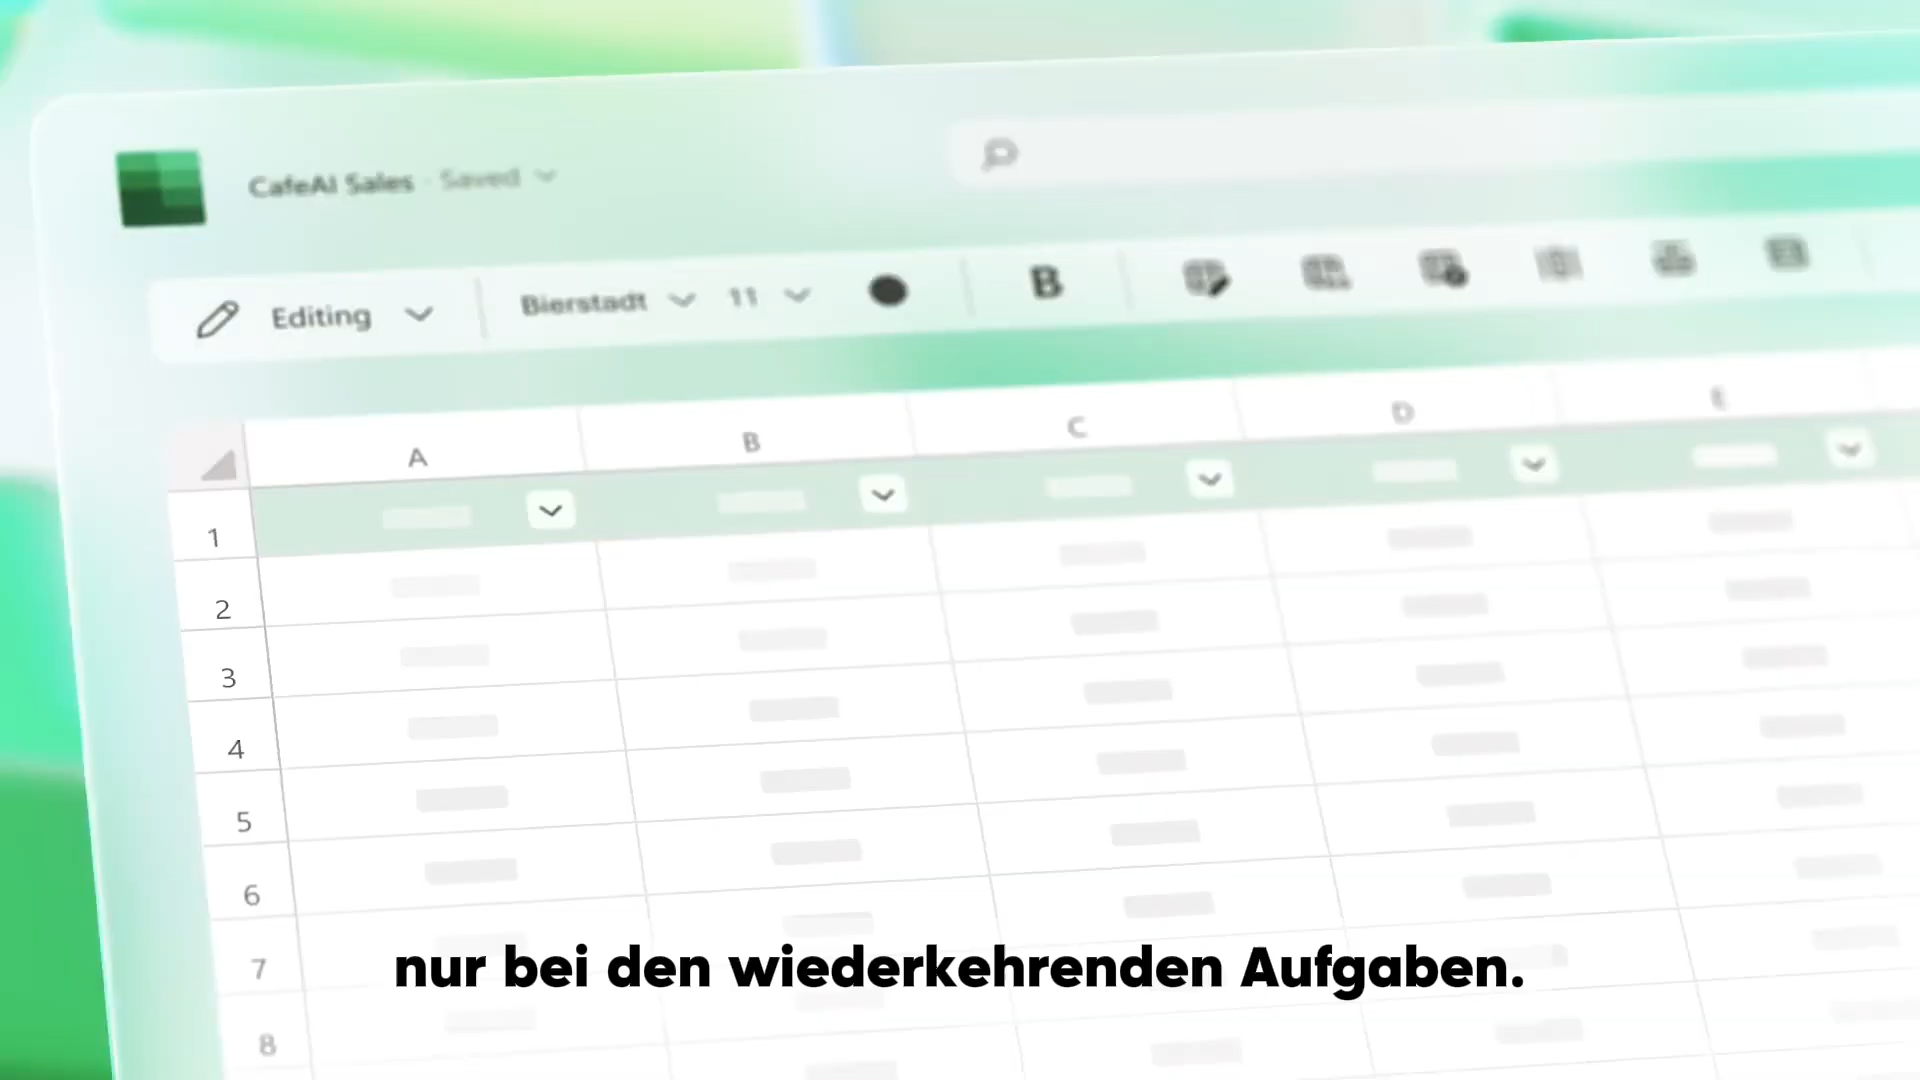 CafeAI Sales · Saved
Editing
Bierstadt
11
B
A
B
C
D
E
1
2
3
4
5
6
7
8
nur bei den wiederkehrenden Aufgaben.